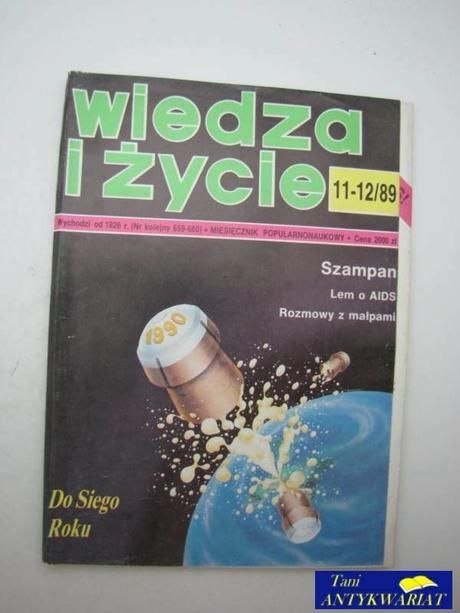 wiedza
i życie
11-12/89
Wychodzi od 1926 r. (Nr kolejny 659-660) • MIESIĘCZNIK POPULARNONAUKOWY • Cena 2000 zł
Szampan
Lem o AIDS
Rozmowy z małpami
1990
Do Siego
Roku
Tani
ANTYKWARIAT